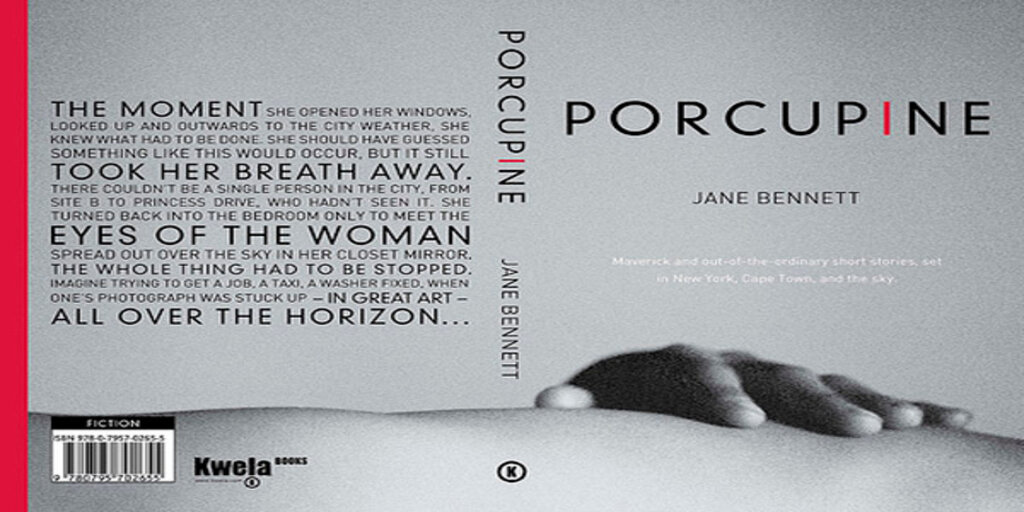 THE MOMENT SHE OPENED HER WINDOWS,
LOOKED UP AND OUTWARDS TO THE CITY WEATHER, SHE
KNEW WHAT HAD TO BE DONE. SHE SHOULD HAVE GUESSED
SOMETHING LIKE THIS WOULD OCCUR, BUT IT STILL
TOOK HER BREATH AWAY.
THERE COULDN'T BE A SINGLE PERSON IN THE CITY, FROM
SITE B TO PRINCESS DRIVE, WHO HADN'T SEEN IT. SHE
TURNED BACK INTO THE BEDROOM ONLY TO MEET THE
EYES OF THE WOMAN
SPREAD OUT OVER THE SKY IN HER CLOSET MIRROR.
THE WHOLE THING HAD TO BE STOPPED.
IMAGINE TRYING TO GET A JOB, A TAXI, A WASHER FIXED, WHEN
ONE'S PHOTOGRAPH WAS STUCK UP – IN GREAT ART –
ALL OVER THE HORIZON...
FICTION
ISBN 978-0-7957-0265-5
9 780795 702655
Kwela BOOKS
www.kwela.com
K
PORCUPINE
JANE BENNETT
K
PORCUPINE
JANE BENNETT
Maverick and out-of-the-ordinary short stories, set
in New York, Cape Town, and the sky.